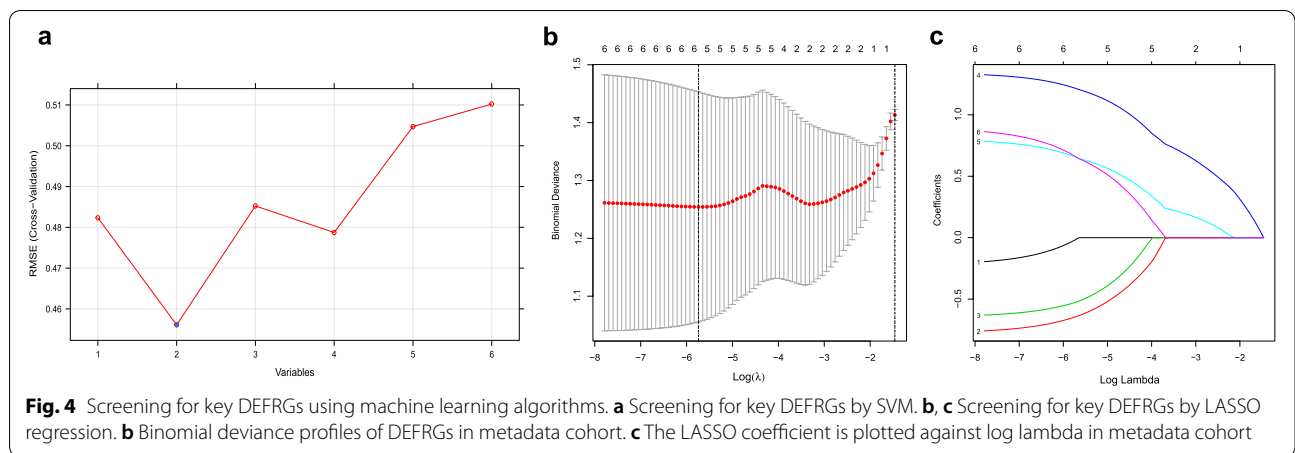 a
RMSE (Cross−Validation)
0.51
0.50
0.49
0.48
0.47
0.46
1 2 3 4 5 6
Variables
b
6 6 6 6 6 6 6 5 5 5 5 4 2 2 2 2 1 1
Binomial Deviance
1.5
1.4
1.3
1.2
1.1
−8 −7 −6 −5 −4 −3 −2
Log(λ)
c
6 6 6 5 5 2 1
Coefficients
1.0
0.5
0.0
−0.5
4
6
5
1
3
2
−8 −7 −6 −5 −4 −3 −2
Log Lambda
Fig. 4 Screening for key DEFRGs using machine learning algorithms. a Screening for key DEFRGs by SVM. b, c Screening for key DEFRGs by LASSO
regression. b Binomial deviance profiles of DEFRGs in metadata cohort. c The LASSO coefficient is plotted against log lambda in metadata cohort